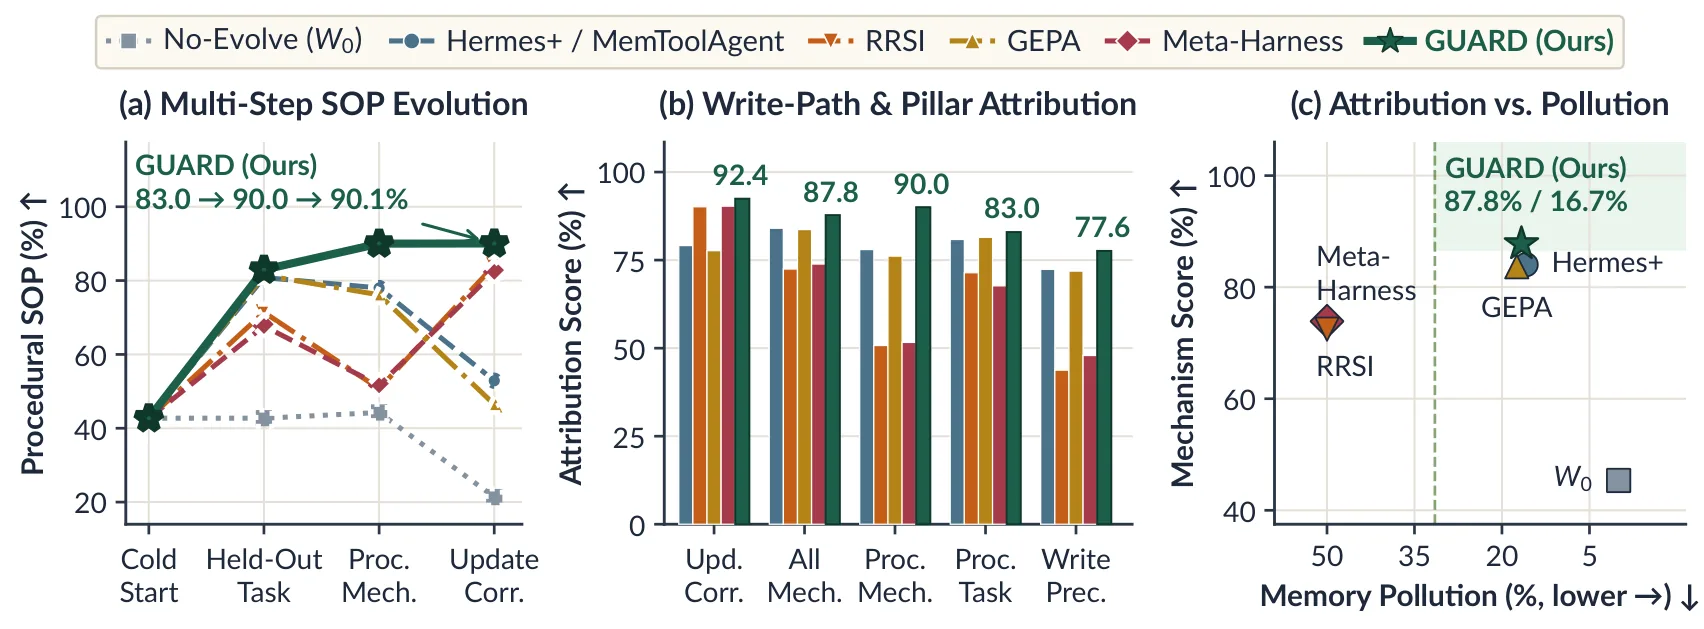 No-Evolve (W₀) Hermes+ / MemToolAgent RRSI GEPA Meta-Harness GUARD (Ours)
(a) Multi-Step SOP Evolution
Procedural SOP (%) ↑
100
80
60
40
20
GUARD (Ours)
83.0 → 90.0 → 90.1%
Cold Start
Held-Out Task
Proc. Mech.
Update Corr.
(b) Write-Path & Pillar Attribution
Attribution Score (%) ↑
100
75
50
25
0
92.4
87.8
90.0
83.0
77.6
Upd. Corr.
All Mech.
Proc. Mech.
Proc. Task
Write Prec.
(c) Attribution vs. Pollution
Mechanism Score (%) ↑
100
80
60
40
GUARD (Ours)
87.8% / 16.7%
Meta-
Harness
RRSI
Hermes+
GEPA
W₀
50 35 20 5
Memory Pollution (%, lower →) ↓